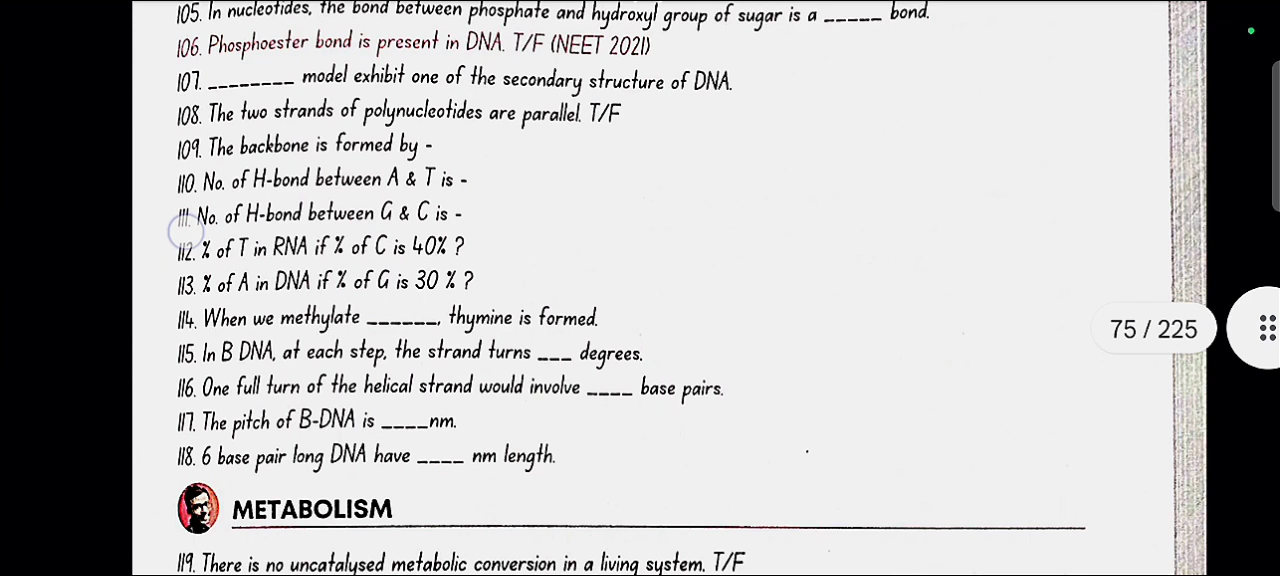 105. In nucleotides, the bond between phosphate and hydroxyl group of sugar is a _____ bond.
106. Phosphoester bond is present in DNA. T/F (NEET 2021)
107. ________ model exhibit one of the secondary structure of DNA.
108. The two strands of polynucleotides are parallel. T/F
109. The backbone is formed by -
110. No. of H-bond between A & T is -
111. No. of H-bond between G & C is -
112. % of T in RNA if % of C is 40% ?
113. % of A in DNA if % of G is 30 % ?
114. When we methylate ______, thymine is formed.
115. In B DNA, at each step, the strand turns ___ degrees.
116. One full turn of the helical strand would involve ____ base pairs.
117. The pitch of B-DNA is ____nm.
118. 6 base pair long DNA have ____ nm length.
75 / 225
METABOLISM
119. There is no uncatalysed metabolic conversion in a living system. T/F